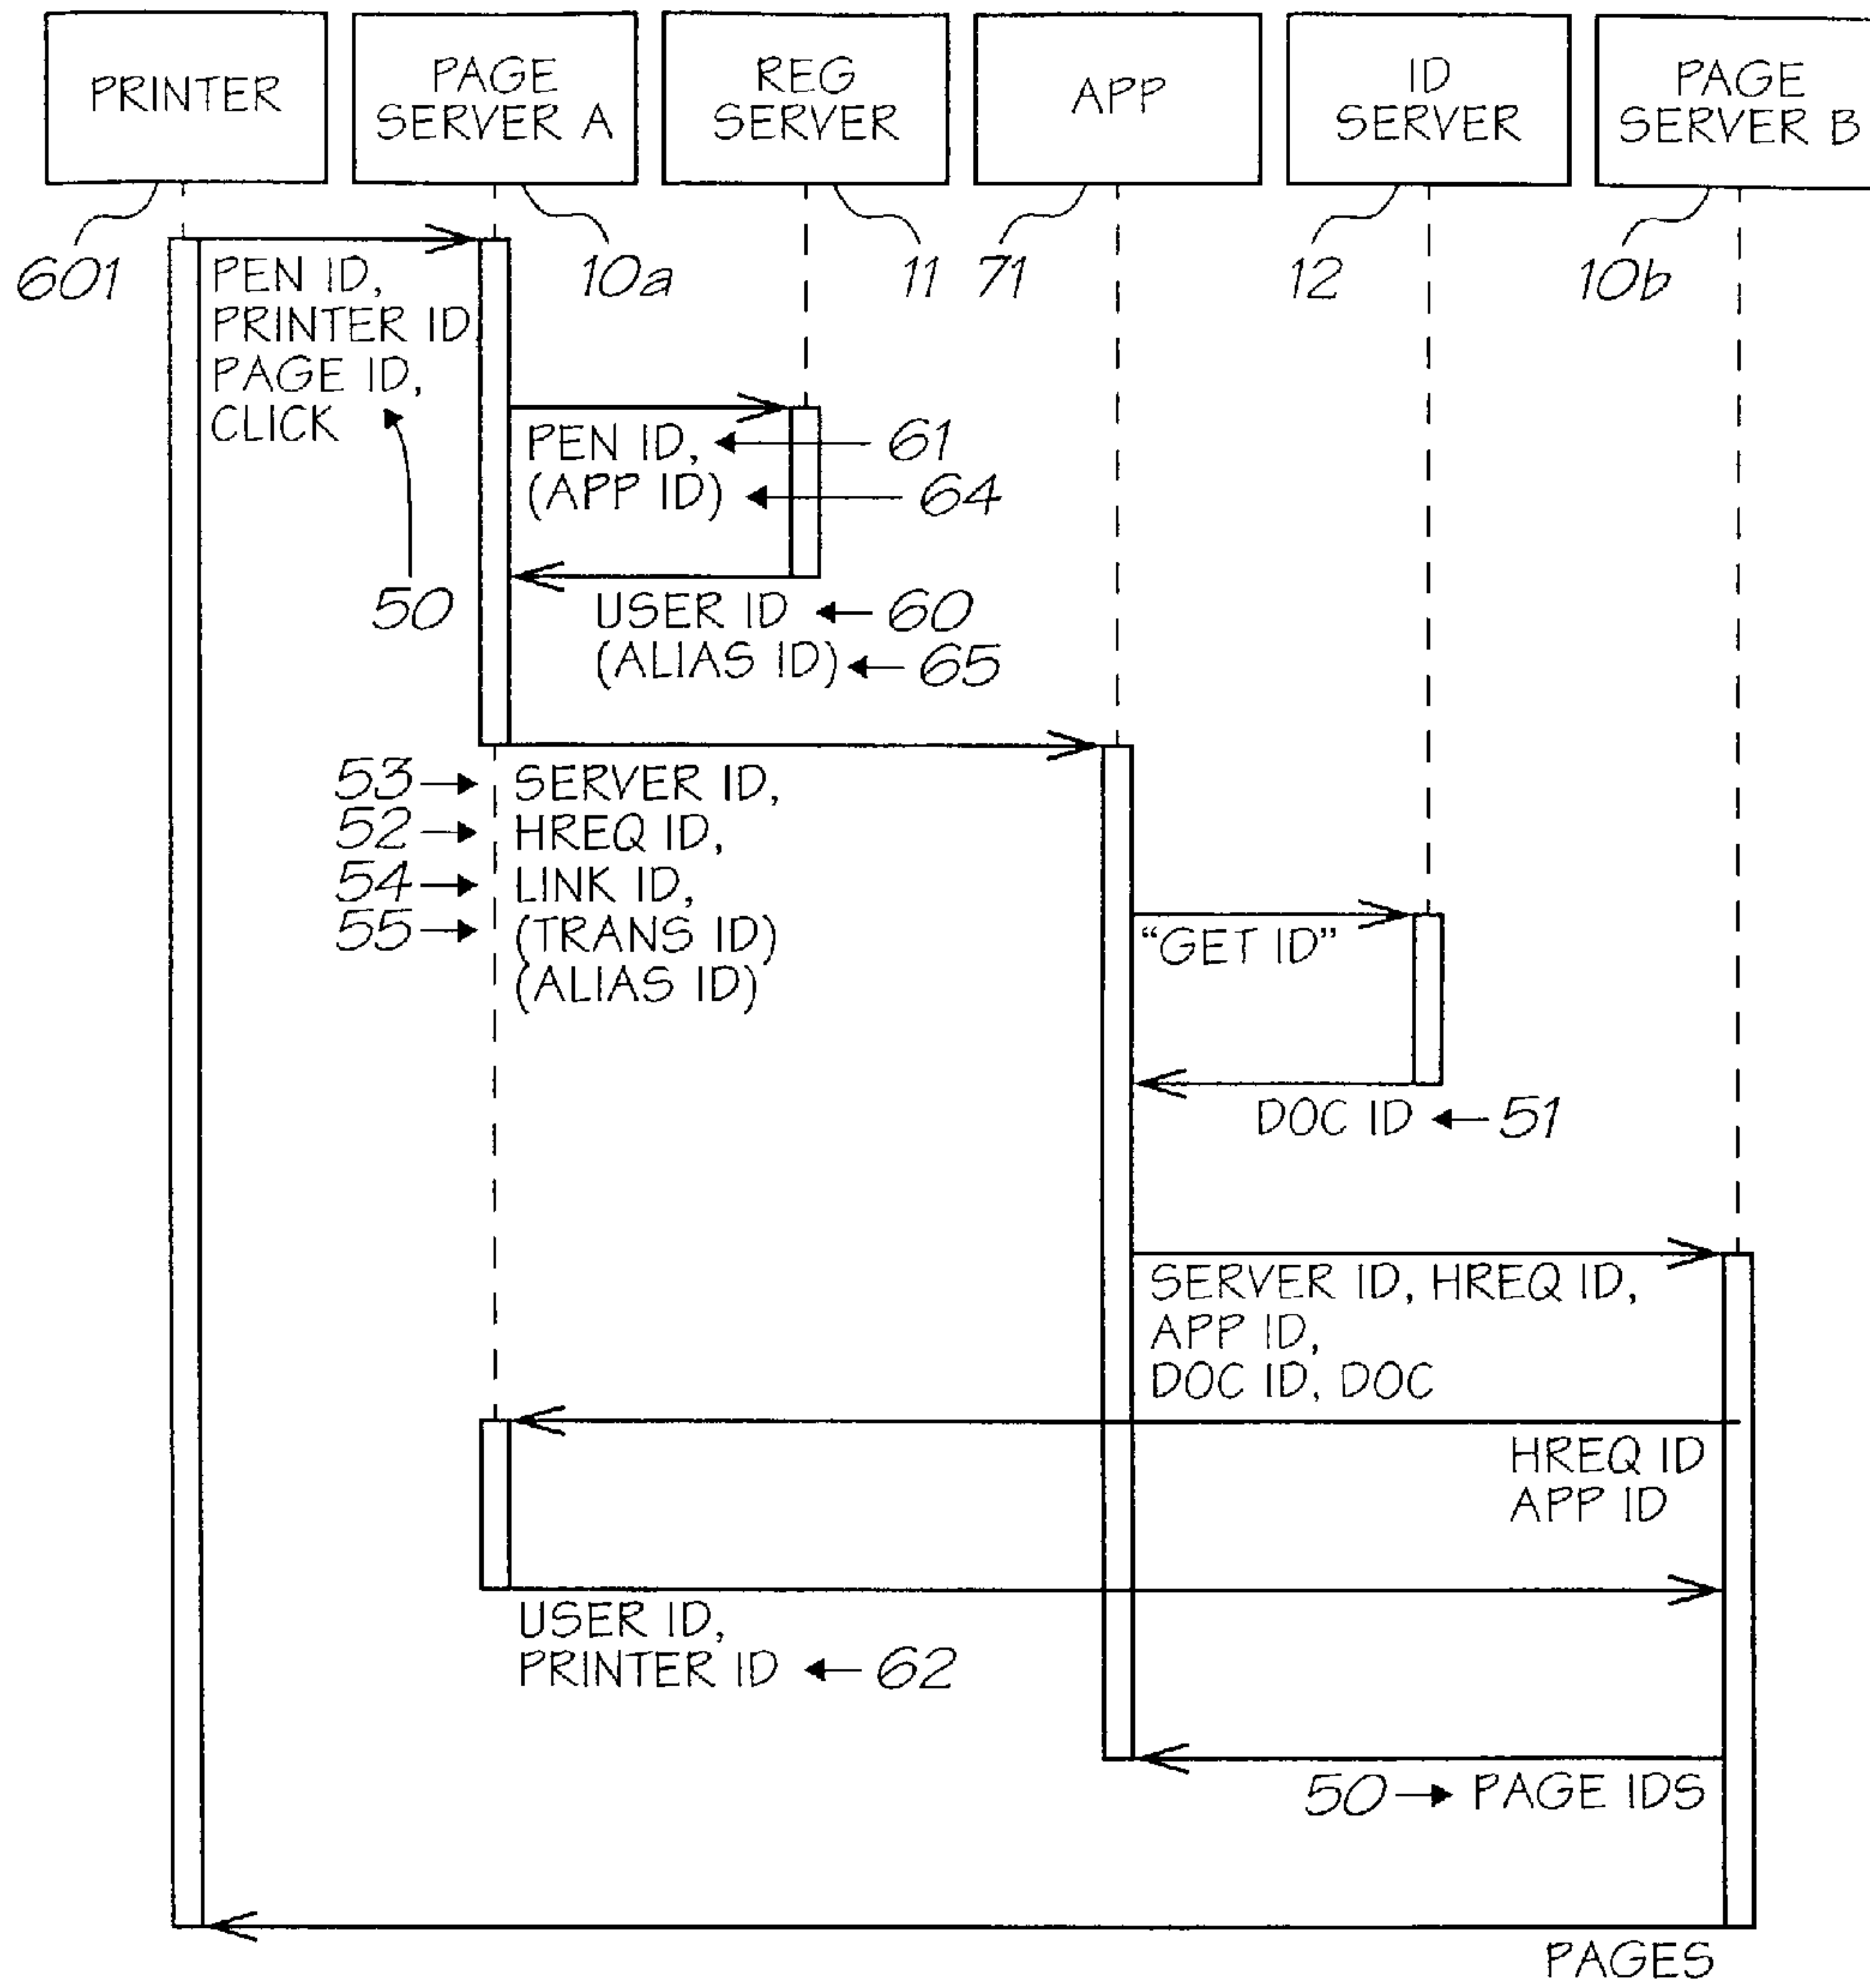 PRINTER
PAGE
SERVER A
REG
SERVER
APP
ID
SERVER
PAGE
SERVER B
601
10a
11
71
12
10b
PEN ID,
PRINTER ID
PAGE ID,
CLICK
50
PEN ID,
61
(APP ID)
64
USER ID
60
(ALIAS ID)
65
53
SERVER ID,
52
HREQ ID,
54
LINK ID,
55
(TRANS ID)
(ALIAS ID)
"GET ID"
DOC ID
51
SERVER ID, HREQ ID,
APP ID,
DOC ID, DOC
HREQ ID
APP ID
USER ID,
PRINTER ID
62
50
PAGE IDS
PAGES